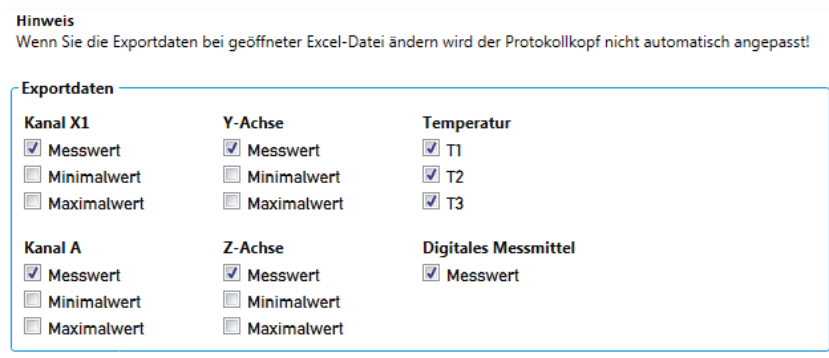 Hinweis
Wenn Sie die Exportdaten bei geöffneter Excel-Datei ändern wird der Protokollkopf nicht automatisch angepasst!
Exportdaten
Kanal X1 Y-Achse Temperatur
Messwert Messwert T1
Minimalwert Minimalwert T2
Maximalwert Maximalwert T3
Kanal A Z-Achse Digitales Messmittel
Messwert Messwert Messwert
Minimalwert Minimalwert
Maximalwert Maximalwert